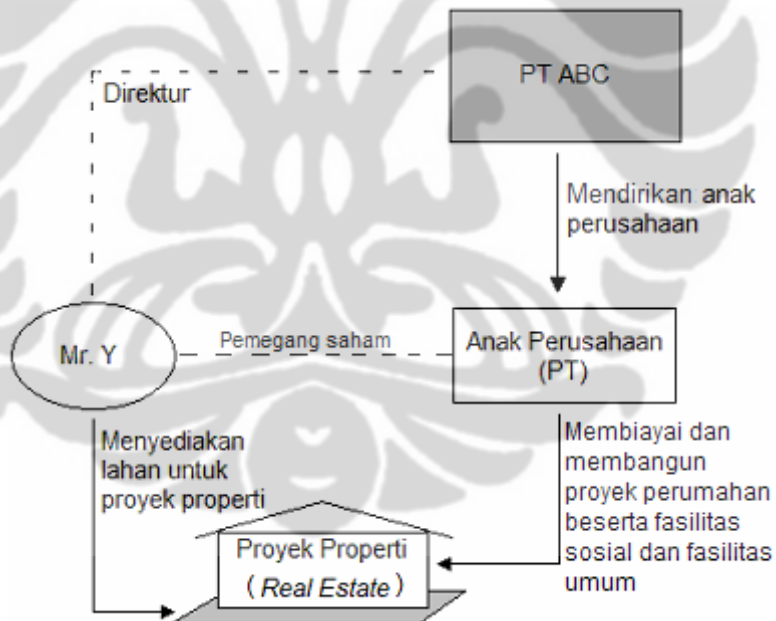 PT ABC
Direktur
Mendirikan anak
perusahaan
Mr. Y
Pemegang saham
Anak Perusahaan
(PT)
Menyediakan
lahan untuk
proyek properti
Membiayai dan
membangun
proyek perumahan
beserta fasilitas
sosial dan fasilitas
umum
Proyek Properti
( Real Estate )